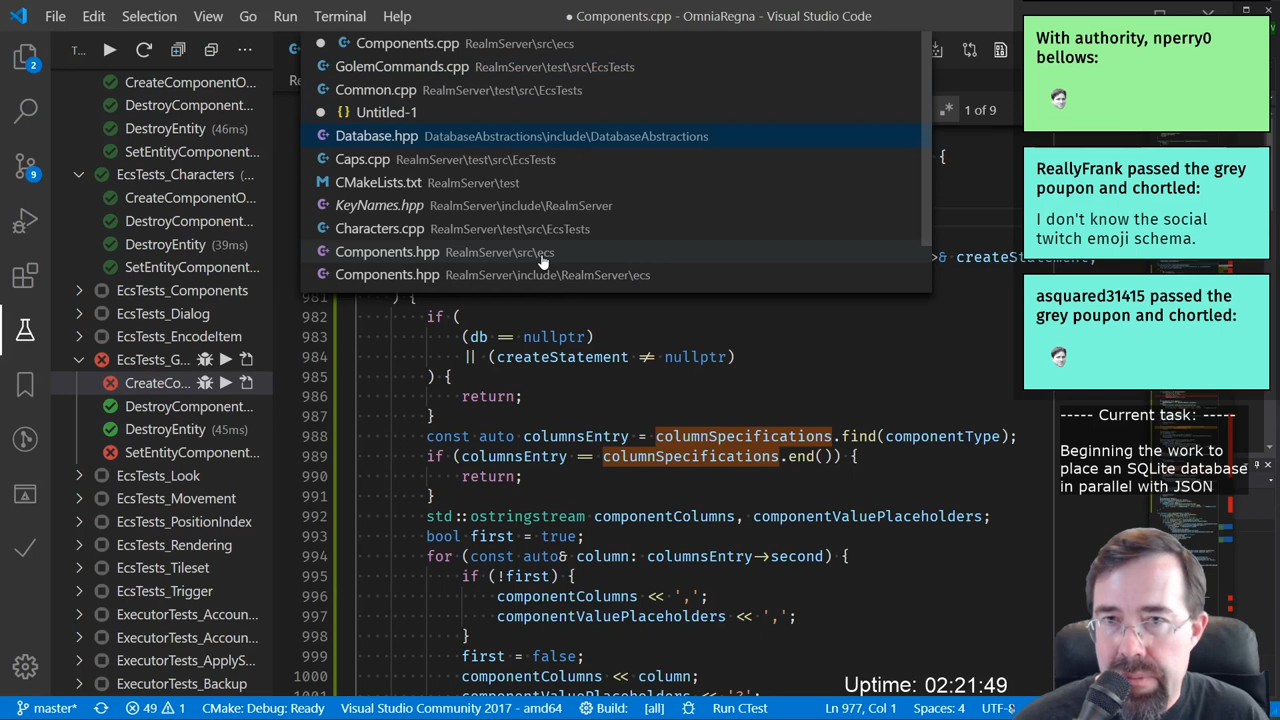 File Edit Selection View Go Run Terminal Help
● Components.cpp - OmniaRegna - Visual Studio Code
T...
Components.cpp RealmServer\src\ecs
GolemCommands.cpp RealmServer\test\src\EcsTests
Common.cpp RealmServer\test\src\EcsTests
{} Untitled-1
Database.hpp DatabaseAbstractions\include\DatabaseAbstractions
Caps.cpp RealmServer\test\src\EcsTests
CMakeLists.txt RealmServer\test
KeyNames.hpp RealmServer\include\RealmServer
Characters.cpp RealmServer\test\src\EcsTests
Components.hpp RealmServer\src\ecs
Components.hpp RealmServer\include\RealmServer\ecs
1 of 9
2
9
CreateComponentO...
DestroyComponent...
DestroyEntity (46ms)
SetEntityComponent...
EcsTests_Characters (...
CreateComponentO...
DestroyComponent...
DestroyEntity (39ms)
SetEntityComponent...
EcsTests_Components
EcsTests_Dialog
EcsTests_EncodeItem
EcsTests_G...
CreateCo...
DestroyComponent...
DestroyEntity (45ms)
SetEntityComponent...
EcsTests_Look
EcsTests_Movement
EcsTests_PositionIndex
EcsTests_Rendering
EcsTests_Tileset
EcsTests_Trigger
ExecutorTests_Accoun...
ExecutorTests_Accoun...
ExecutorTests_ApplyS...
ExecutorTests_Backup
{
>& createStatement,
981 ) {
982 if (
983 (db == nullptr)
984 || (createStatement ≠ nullptr)
985 ) {
986 return;
987 }
988 const auto columnsEntry = columnSpecifications.find(componentType);
989 if (columnsEntry == columnSpecifications.end()) {
990 return;
991 }
992 std::ostringstream componentColumns, componentValuePlaceholders;
993 bool first = true;
994 for (const auto& column: columnsEntry→second) {
995 if (!first) {
996 componentColumns << ',';
997 componentValuePlaceholders << ',';
998 }
999 first = false;
1000 componentColumns << column;
1001 componentValuePlaceholders << '?';
With authority, nperry0
bellows:
ReallyFrank passed the grey
poupon and chortled:
I don't know the social
twitch emoji schema.
asquared31415 passed the
grey poupon and chortled:
----- Current task: -----
Beginning the work to
place an SQLite database
in parallel with JSON
Uptime: 02:21:49
master* 49 1 CMake: Debug: Ready Visual Studio Community 2017 - amd64 Build: [all] Run CTest Ln 977, Col 1 Spaces: 4 UTF-8